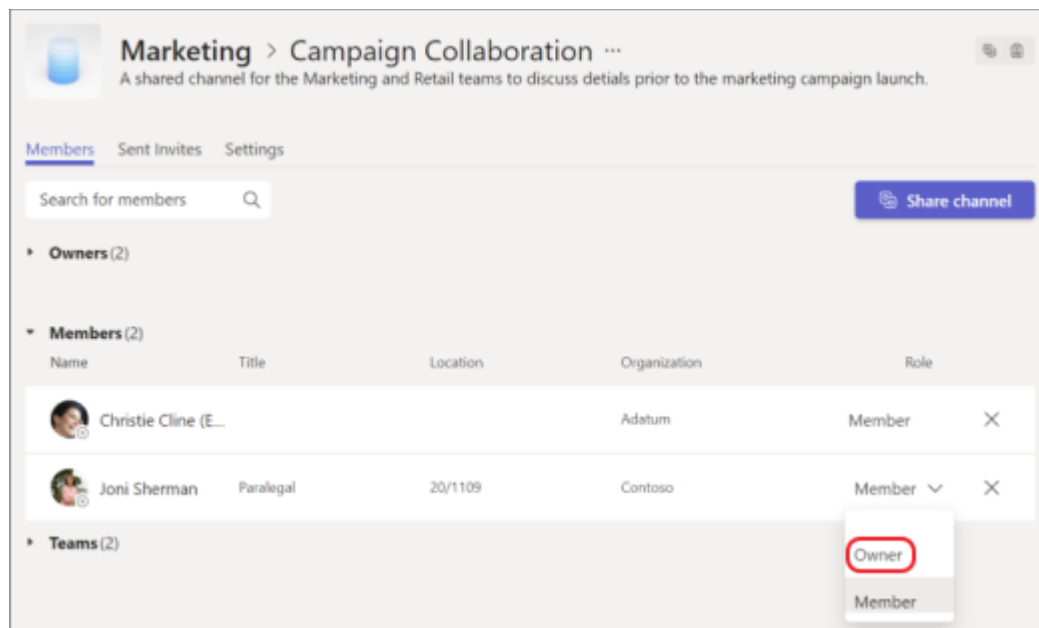 Marketing > Campaign Collaboration ...
A shared channel for the Marketing and Retail teams to discuss detials prior to the marketing campaign launch.
Members Sent Invites Settings
Search for members Share channel
Owners (2)
Members (2)
Name Title Location Organization Role
Christie Cline (E... Adatum Member
Joni Sherman Paralegal 20/1109 Contoso Member
Teams (2)
Owner
Member